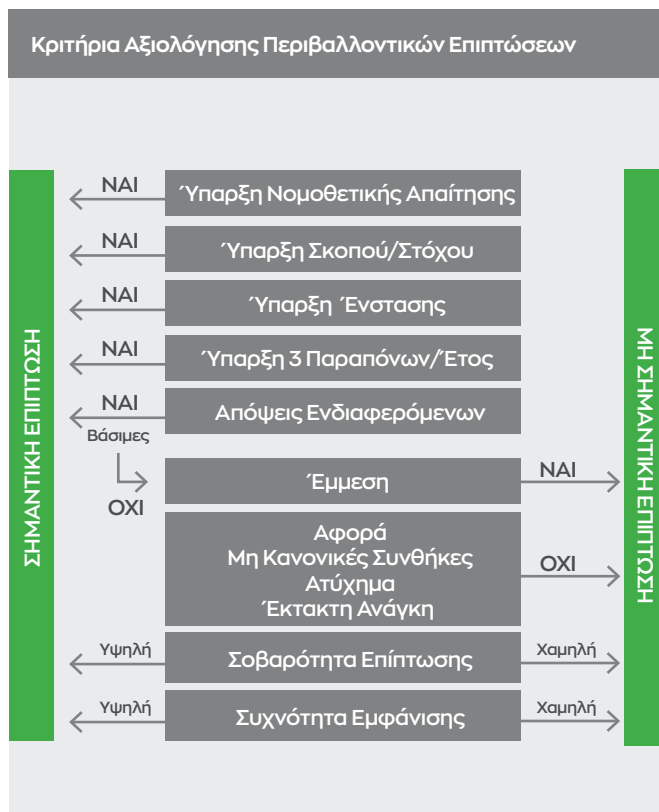 Κριτήρια Αξιολόγησης Περιβαλλοντικών Επιπτώσεων
ΣΗΜΑΝΤΙΚΗ ΕΠΙΠΤΩΣΗ
ΜΗ ΣΗΜΑΝΤΙΚΗ ΕΠΙΠΤΩΣΗ
ΝΑΙ Ύπαρξη Νομοθετικής Απαίτησης
ΝΑΙ Ύπαρξη Σκοπού/Στόχου
ΝΑΙ Ύπαρξη Ένστασης
ΝΑΙ Ύπαρξη 3 Παραπόνων/Έτος
ΝΑΙ Απόψεις Ενδιαφερόμενων
Βάσιμες
ΟΧΙ
Έμμεση ΝΑΙ
Αφορά
Μη Κανονικές Συνθήκες
Ατύχημα
Έκτακτη Ανάγκη
ΟΧΙ
Υψηλή Σοβαρότητα Επίπτωσης Χαμηλή
Υψηλή Συχνότητα Εμφάνισης Χαμηλή